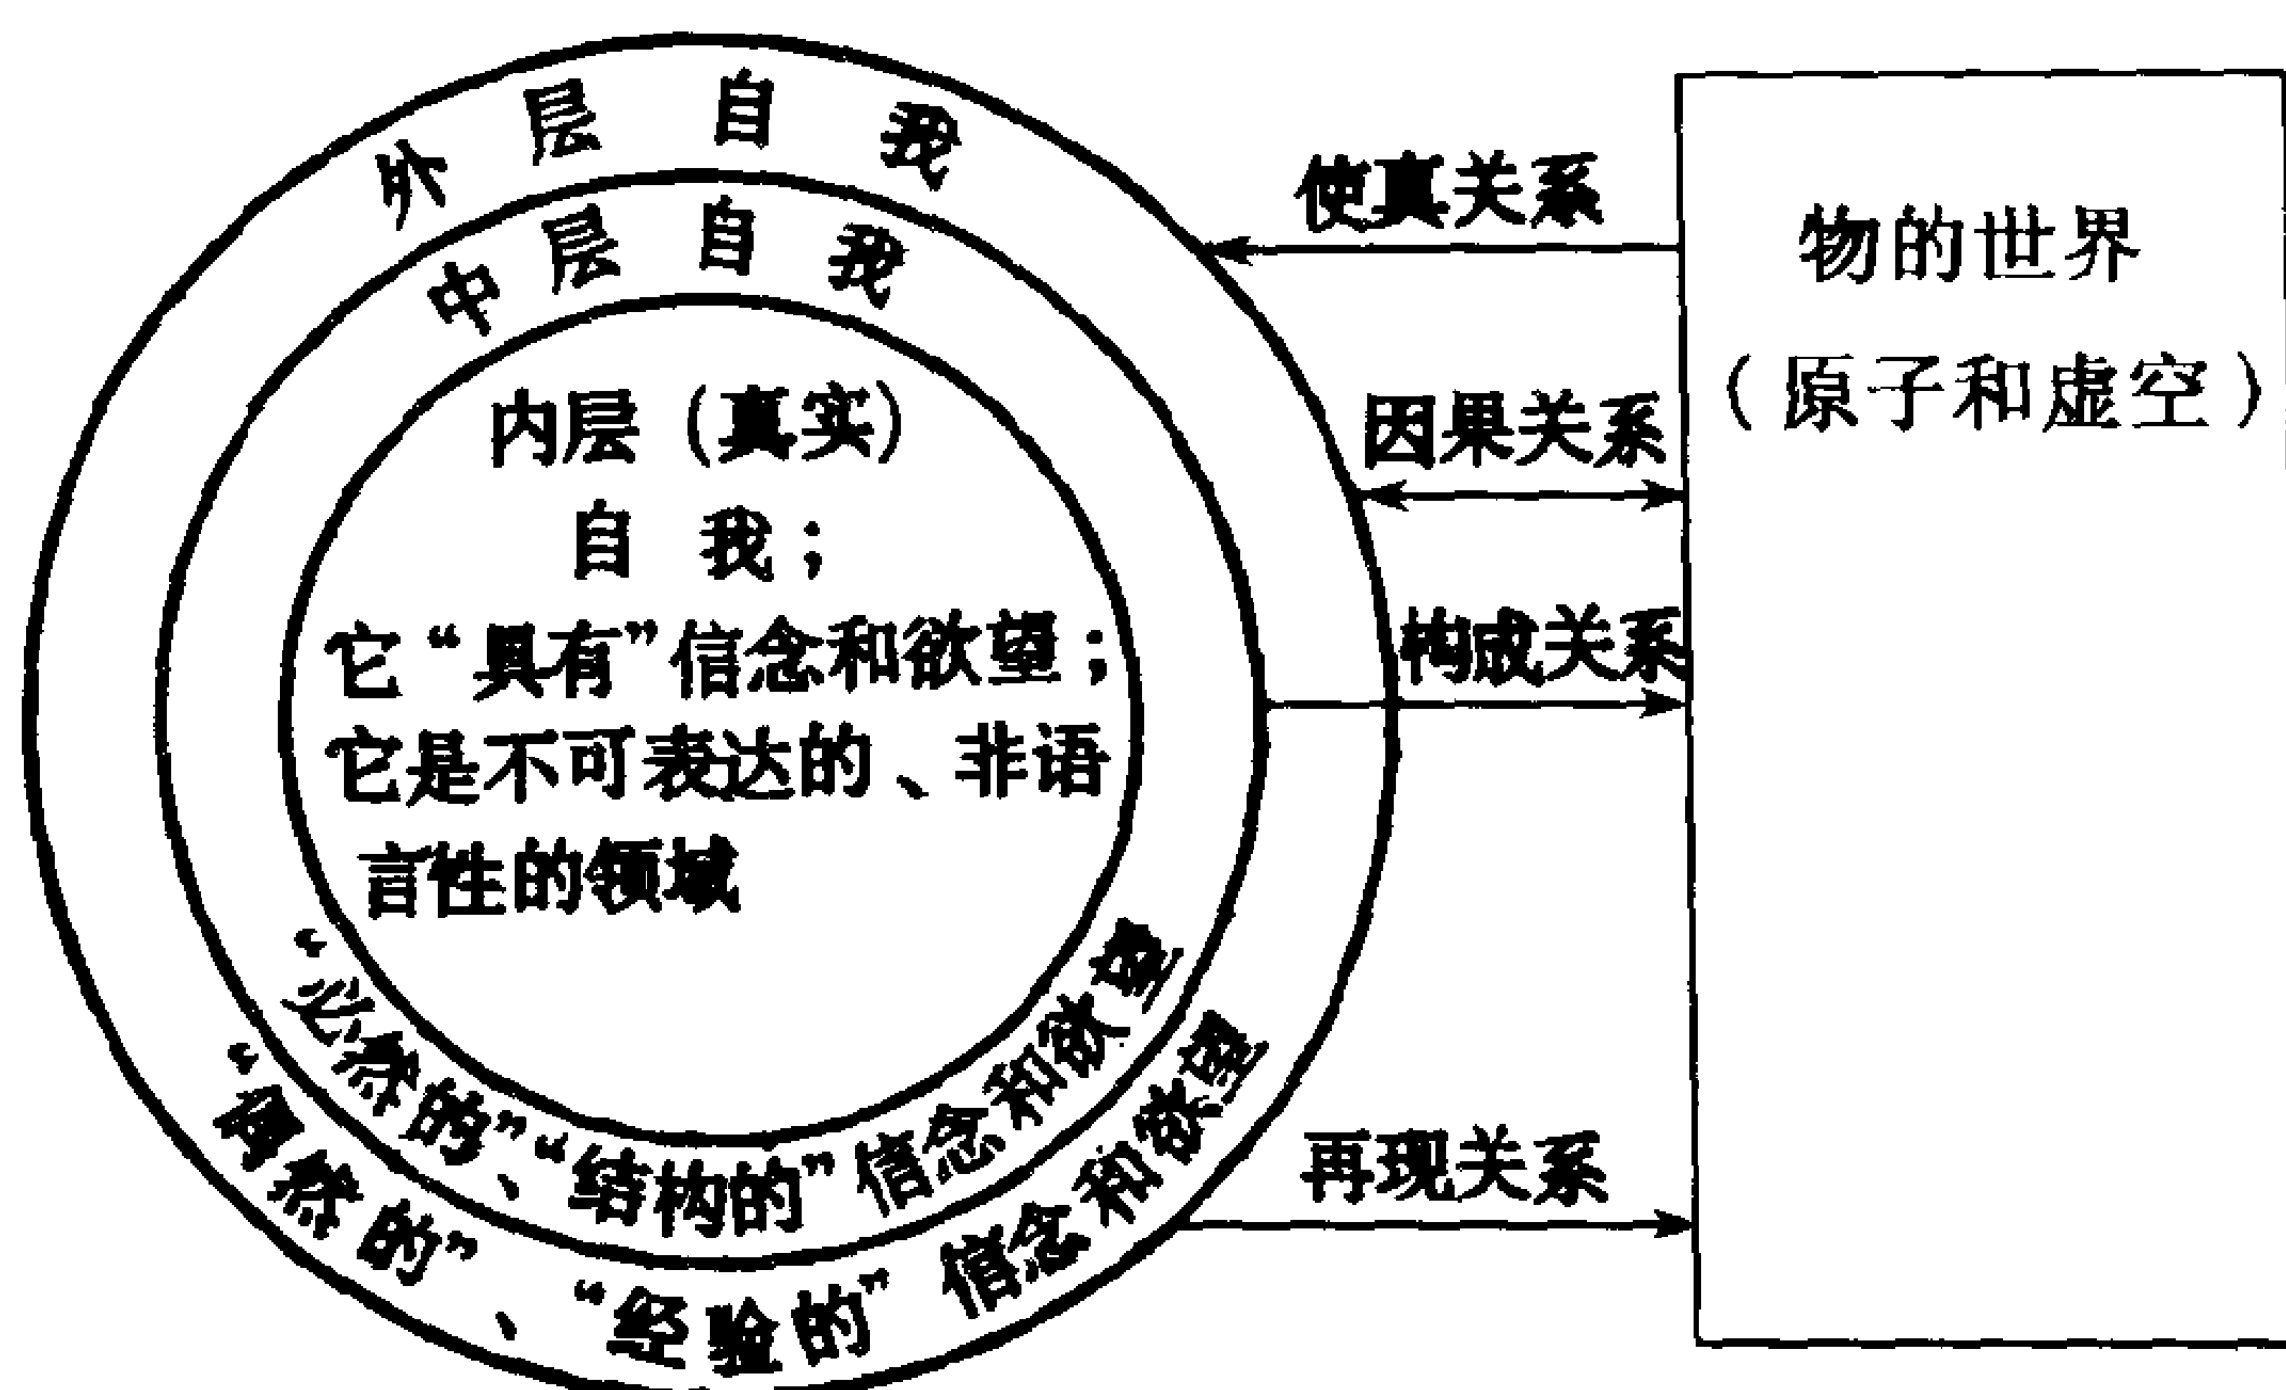 外层自我
中层自我
内层（真实）
自我；
它“具有”信念和欲望；
它是不可表达的、非语
言性的领域
“必然的”、“结构的”信念和欲望
“偶然的”、“经验的”信念和欲望
使真关系
因果关系
构成关系
再现关系
物的世界
（原子和虚空）